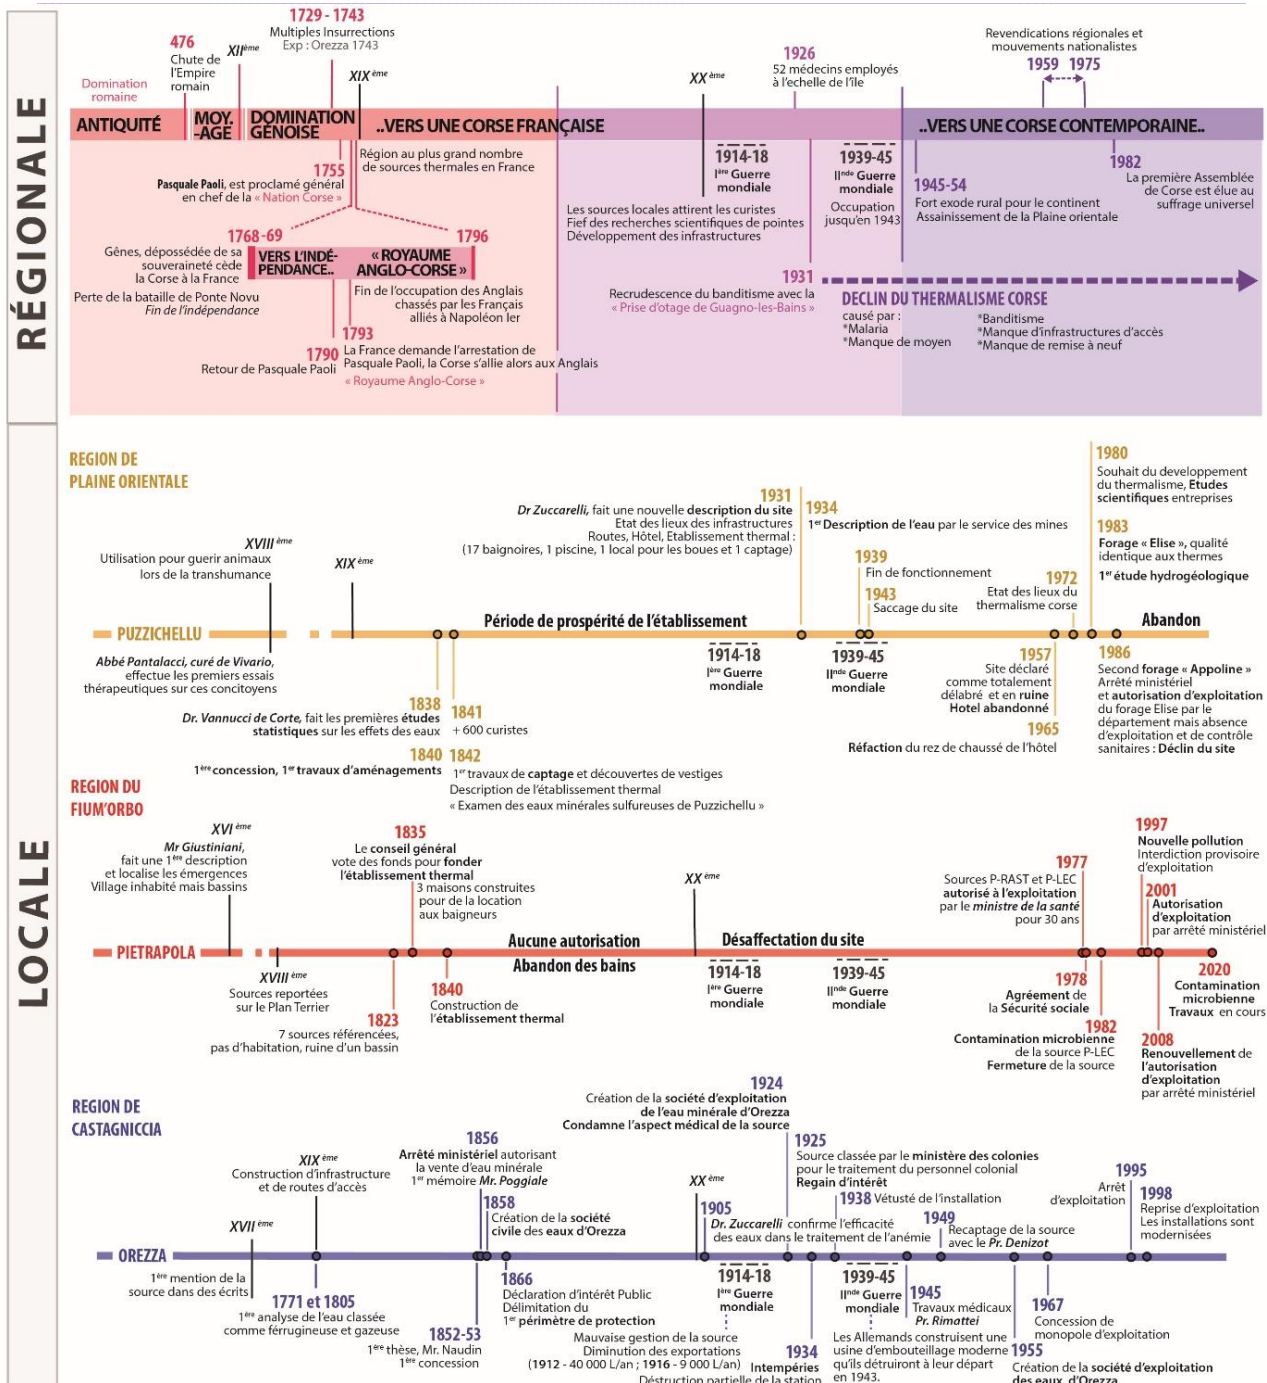 RÉGIONALE
Domination
romaine
476
Chute de
l'Empire
romain
XIIème
1729 - 1743
Multiples Insurrections
Exp : Orezza 1743
XIXème
XXème
1926
52 médecins employés
à l'echelle de l'île
Revendications régionales et
mouvements nationalistes
1959
1975
ANTIQUITÉ
MOY.
-AGE
DOMINATION
GÉNOISE
..VERS UNE CORSE FRANÇAISE
..VERS UNE CORSE CONTEMPORAINE..
1755
Pasquale Paoli, est proclamé général
en chef de la « Nation Corse »
Région au plus grand nombre
de sources thermales en France
1914-18
Ière Guerre
mondiale
1939-45
IInde Guerre
mondiale
Occupation
jusqu'en 1943
1945-54
Fort exode rural pour le continent
Assainissement de la Plaine orientale
1982
La première Assemblée
de Corse est élue au
suffrage universel
Les sources locales attirent les curistes
Fief des recherches scientifiques de pointes
Développement des infrastructures
1768-69
Gênes, dépossédée de sa
souveraineté cède
la Corse à la France
Perte de la bataille de Ponte Novu
Fin de l'indépendance
VERS L'INDÉ-
PENDANCE..
« ROYAUME
ANGLO-CORSE »
1796
Fin de l'occupation des Anglais
chassés par les Français
alliés à Napoléon Ier
1931
Recrudescence du banditisme avec la
« Prise d'otage de Guagno-les-Bains »
DECLIN DU THERMALISME CORSE
causé par :
*Malaria
*Manque de moyen
*Banditisme
*Manque d'infrastructures d'accès
*Manque de remise à neuf
1790
Retour de Pasquale Paoli
1793
La France demande l'arrestation de
Pasquale Paoli, la Corse s'allie alors aux Anglais
« Royaume Anglo-Corse »
LOCALE
REGION DE
PLAINE ORIENTALE
XVIIIème
Utilisation pour guerir animaux
lors de la transhumance
XIXème
1931
Dr Zuccarelli, fait une nouvelle description du site
Etat des lieux des infrastructures
Routes, Hôtel, Etablissement thermal :
(17 baignoires, 1 piscine, 1 local pour les boues et 1 captage)
1934
1er Description de l'eau par le service des mines
1939
Fin de fonctionnement
1943
Saccage du site
1972
Etat des lieux du
thermalisme corse
1980
Souhait du developpement
du thermalisme, Etudes
scientifiques entreprises
1983
Forage « Elise », qualité
identique aux thermes
1er étude hydrogéologique
PUZZICHELLU
Période de prospérité de l'établissement
Abandon
Abbé Pantalacci, curé de Vivario,
effectue les premiers essais
thérapeutiques sur ces concitoyens
1838
Dr. Vannucci de Corte, fait les premières études
statistiques sur les effets des eaux
1841
+ 600 curistes
1840
1ère concession, 1er travaux d'aménagements
1842
1er travaux de captage et découvertes de vestiges
Description de l'établissement thermal
« Examen des eaux minérales sulfureuses de Puzzichellu »
1914-18
Ière Guerre
mondiale
1939-45
IInde Guerre
mondiale
1957
Site déclaré
comme totalement
délabré et en ruine
Hotel abandonné
1965
Réfaction du rez de chaussé de l'hôtel
1986
Second forage « Appoline »
Arrêté ministériel
et autorisation d'exploitation
du forage Elise par le
département mais absence
d'exploitation et de contrôle
sanitaires : Déclin du site
REGION DU
FIUM'ORBO
XVIème
Mr Giustiniani,
fait une 1ère description
et localise les émergences
Village inhabité mais bassins
1835
Le conseil général
vote des fonds pour fonder
l'établissement thermal
3 maisons construites
pour de la location
aux baigneurs
XXème
1977
Sources P-RAST et P-LEC
autorisé à l'exploitation
par le ministre de la santé
pour 30 ans
1997
Nouvelle pollution
Interdiction provisoire
d'exploitation
2001
Autorisation
d'exploitation
par arrêté ministériel
PIETRAPOLA
Aucune autorisation
Abandon des bains
Désaffectation du site
XVIIIème
Sources reportées
sur le Plan Terrier
1823
7 sources référencées,
pas d'habitation, ruine d'un bassin
1840
Construction de
l'établissement thermal
1914-18
Ière Guerre
mondiale
1939-45
IInde Guerre
mondiale
1978
Agréement de
la Sécurité sociale
1982
Contamination microbienne
de la source P-LEC
Fermeture de la source
2008
Renouvellement de
l'autorisation
d'exploitation
par arrêté ministériel
2020
Contamination
microbienne
Travaux en cours
REGION DE
CASTAGNICCIA
XVIIème
XIXème
Construction d'infrastructure
et de routes d'accès
1856
Arrêté ministériel autorisant
la vente d'eau minérale
1er mémoire Mr. Poggiale
1858
Création de la société
civile des eaux d'Orezza
XXème
1905
Dr. Zuccarelli confirme l'efficacité
des eaux dans le traitement de l'anémie
1924
Création de la société d'exploitation
de l'eau minérale d'Orezza
Condamne l'aspect médical de la source
1925
Source classée par le ministère des colonies
pour le traitement du personnel colonial
Regain d'intérêt
1938 Vétusté de l'installation
1949
Recaptage de la source
avec le Pr. Denizot
1995
Arrêt
d'exploitation
1998
Reprise d'exploitation
Les installations sont
modernisées
OREZZA
1ère mention de la
source dans des écrits
1771 et 1805
1ère analyse de l'eau classée
comme férrugineuse et gazeuse
1852-53
1ère thèse, Mr. Naudin
1ère concession
1866
Déclaration d'intérêt Public
Délimitation du
1er périmètre de protection
1914-18
Ière Guerre
mondiale
Mauvaise gestion de la source
Diminution des exportations
(1912 - 40 000 L/an ; 1916 - 9 000 L/an)
1934
Intempéries
Déstruction partielle de la station
1939-45
IInde Guerre
mondiale
Les Allemands construisent une
usine d'embouteillage moderne
qu'ils détruiront à leur départ
en 1943.
1945
Travaux médicaux
Pr. Rimattei
1955
Création de la société d'exploitation
des eaux d'Orezza
1967
Concession de
monopole d'exploitation